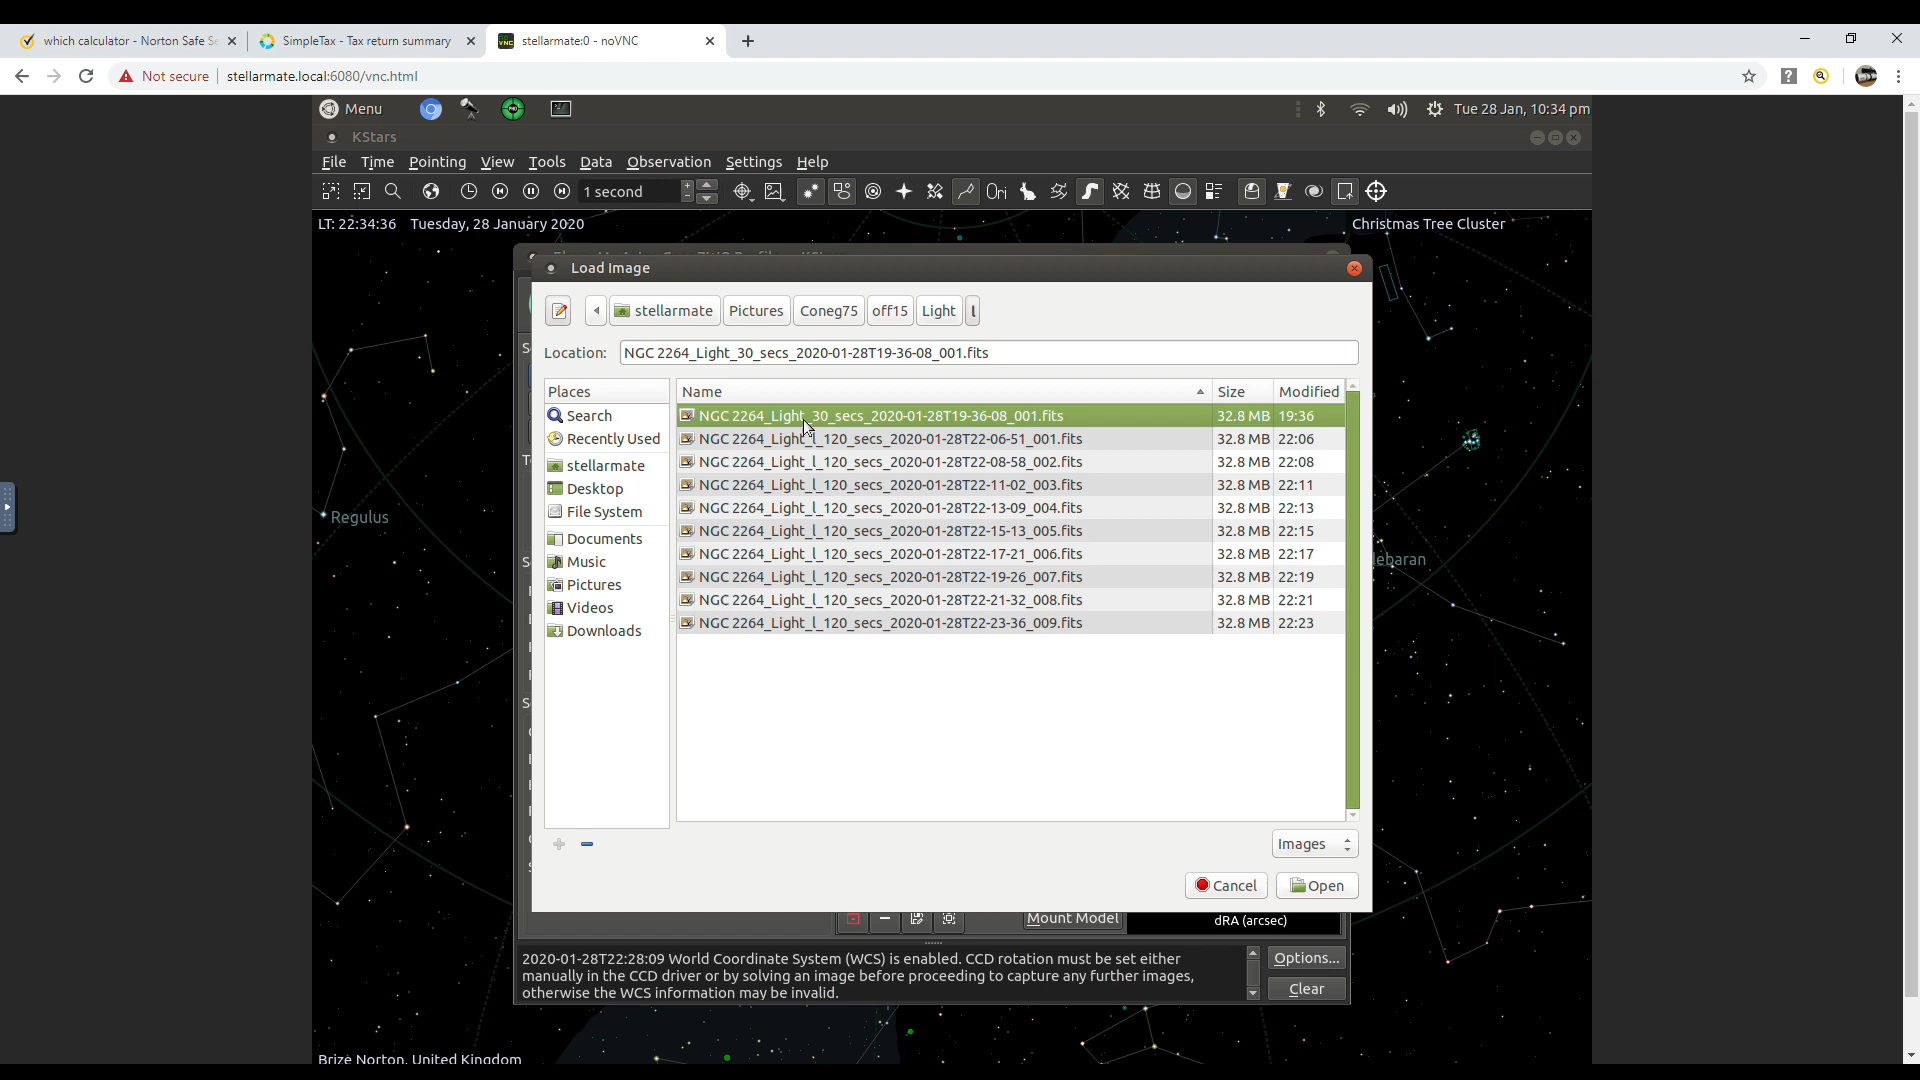 which calculator - Norton Safe Se
SimpleTax - Tax return summary
stellarmate:0 - noVNC
Not secure
stellarmate.local:6080/vnc.html
Menu
Tue 28 Jan, 10:34 pm
KStars
File Time Pointing View Tools Data Observation Settings Help
1 second
Ori
LT: 22:34:36 Tuesday, 28 January 2020
Christmas Tree Cluster
Load Image
stellarmate Pictures Coneg75 off15 Light l
Location: NGC 2264_Light_30_secs_2020-01-28T19-36-08_001.fits
Places
Name Size Modified
Search
Recently Used
stellarmate
Desktop
File System
Documents
Music
Pictures
Videos
Downloads
NGC 2264_Light_30_secs_2020-01-28T19-36-08_001.fits 32.8 MB 19:36
NGC 2264_Light_l_120_secs_2020-01-28T22-06-51_001.fits 32.8 MB 22:06
NGC 2264_Light_l_120_secs_2020-01-28T22-08-58_002.fits 32.8 MB 22:08
NGC 2264_Light_l_120_secs_2020-01-28T22-11-02_003.fits 32.8 MB 22:11
NGC 2264_Light_l_120_secs_2020-01-28T22-13-09_004.fits 32.8 MB 22:13
NGC 2264_Light_l_120_secs_2020-01-28T22-15-13_005.fits 32.8 MB 22:15
NGC 2264_Light_l_120_secs_2020-01-28T22-17-21_006.fits 32.8 MB 22:17
NGC 2264_Light_l_120_secs_2020-01-28T22-19-26_007.fits 32.8 MB 22:19
NGC 2264_Light_l_120_secs_2020-01-28T22-21-32_008.fits 32.8 MB 22:21
NGC 2264_Light_l_120_secs_2020-01-28T22-23-36_009.fits 32.8 MB 22:23
Regulus
lebaran
Images
Cancel
Open
Mount Model
dRA (arcsec)
2020-01-28T22:28:09 World Coordinate System (WCS) is enabled. CCD rotation must be set either
manually in the CCD driver or by solving an image before proceeding to capture any further images,
otherwise the WCS information may be invalid.
Options...
Clear
Brize Norton, United Kingdom